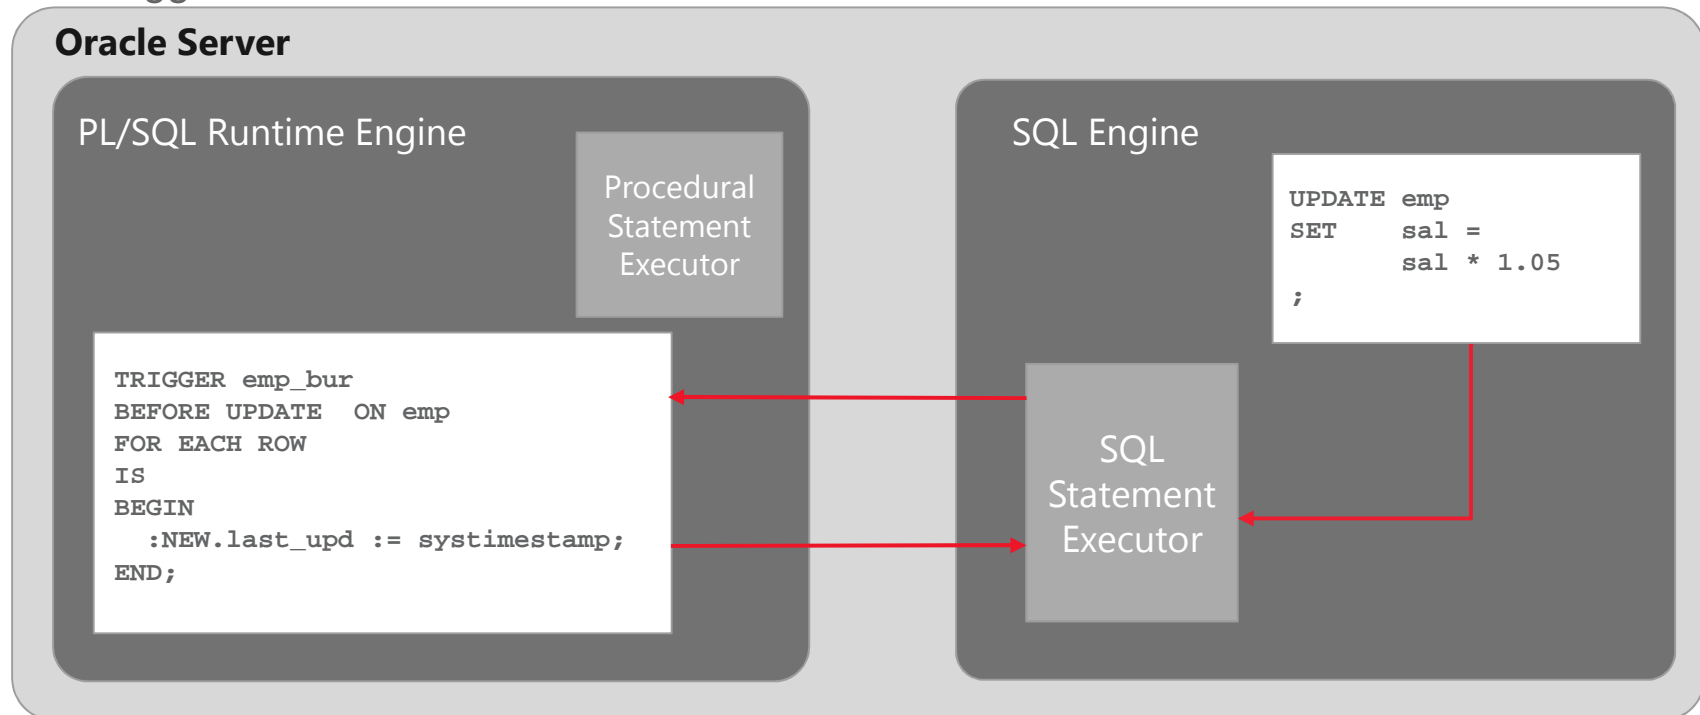 Oracle Server
PL/SQL Runtime Engine
Procedural
Statement
Executor
TRIGGER emp_bur
BEFORE UPDATE  ON emp
FOR EACH ROW
IS
BEGIN
  :NEW.last_upd := systimestamp;
END;
SQL Engine
UPDATE emp
SET    sal =
       sal * 1.05
;
SQL
Statement
Executor